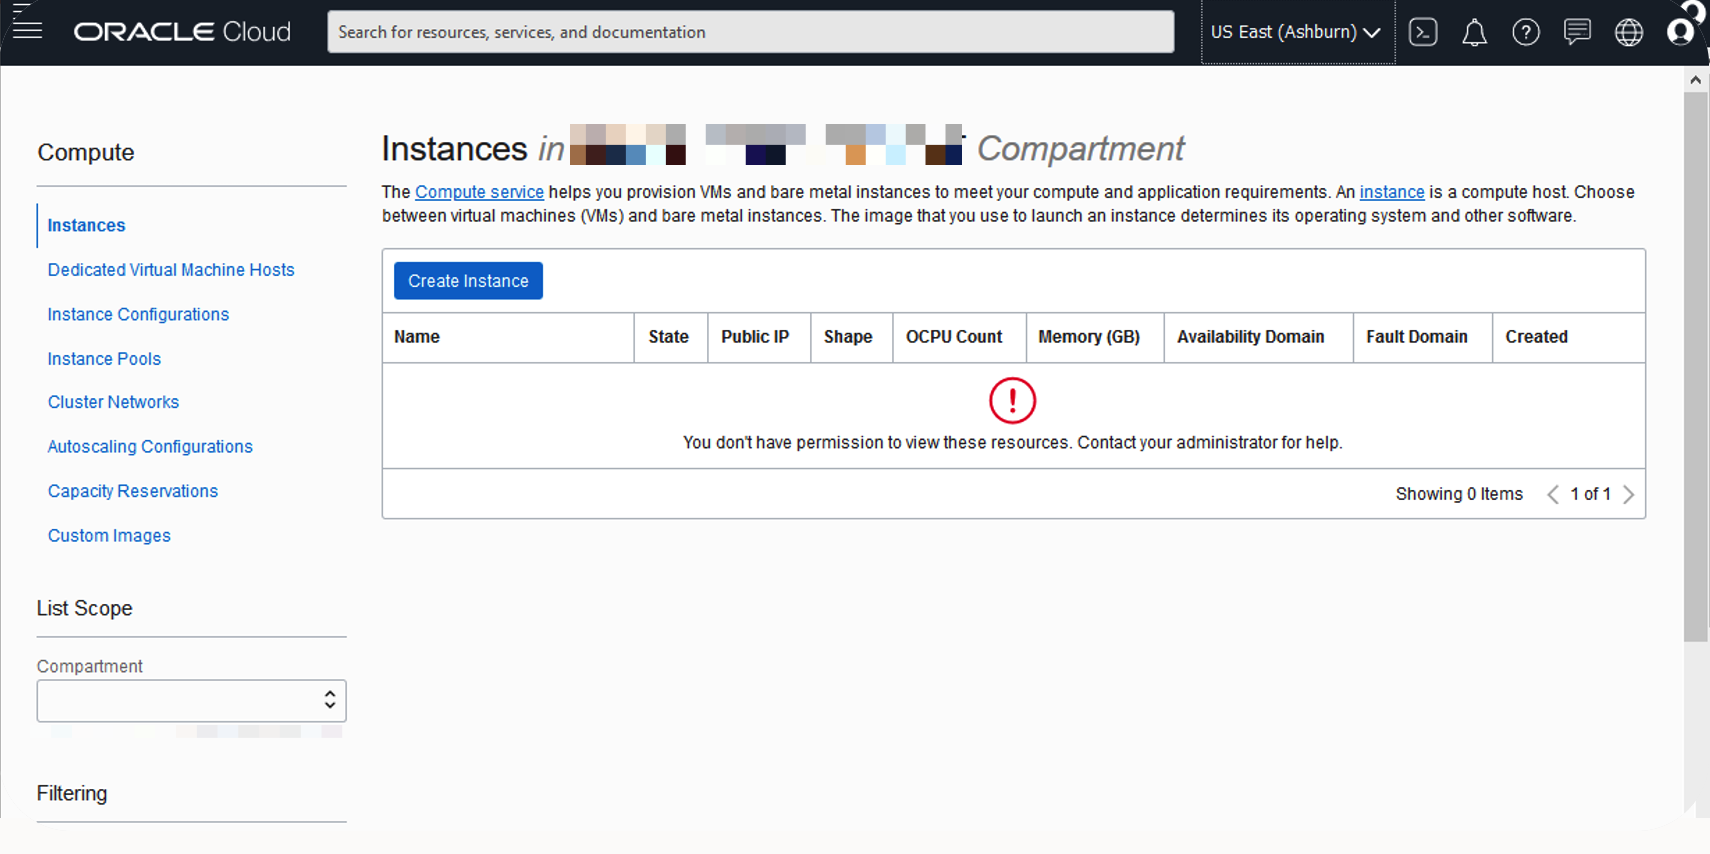 ORACLE Cloud
Search for resources, services, and documentation
US East (Ashburn)
Compute
Instances
Dedicated Virtual Machine Hosts
Instance Configurations
Instance Pools
Cluster Networks
Autoscaling Configurations
Capacity Reservations
Custom Images
List Scope
Compartment
Filtering
Instances in Compartment
The Compute service helps you provision VMs and bare metal instances to meet your compute and application requirements. An instance is a compute host. Choose
between virtual machines (VMs) and bare metal instances. The image that you use to launch an instance determines its operating system and other software.
Create Instance
Name State Public IP Shape OCPU Count Memory (GB) Availability Domain Fault Domain Created
You don't have permission to view these resources. Contact your administrator for help.
Showing 0 Items 1 of 1